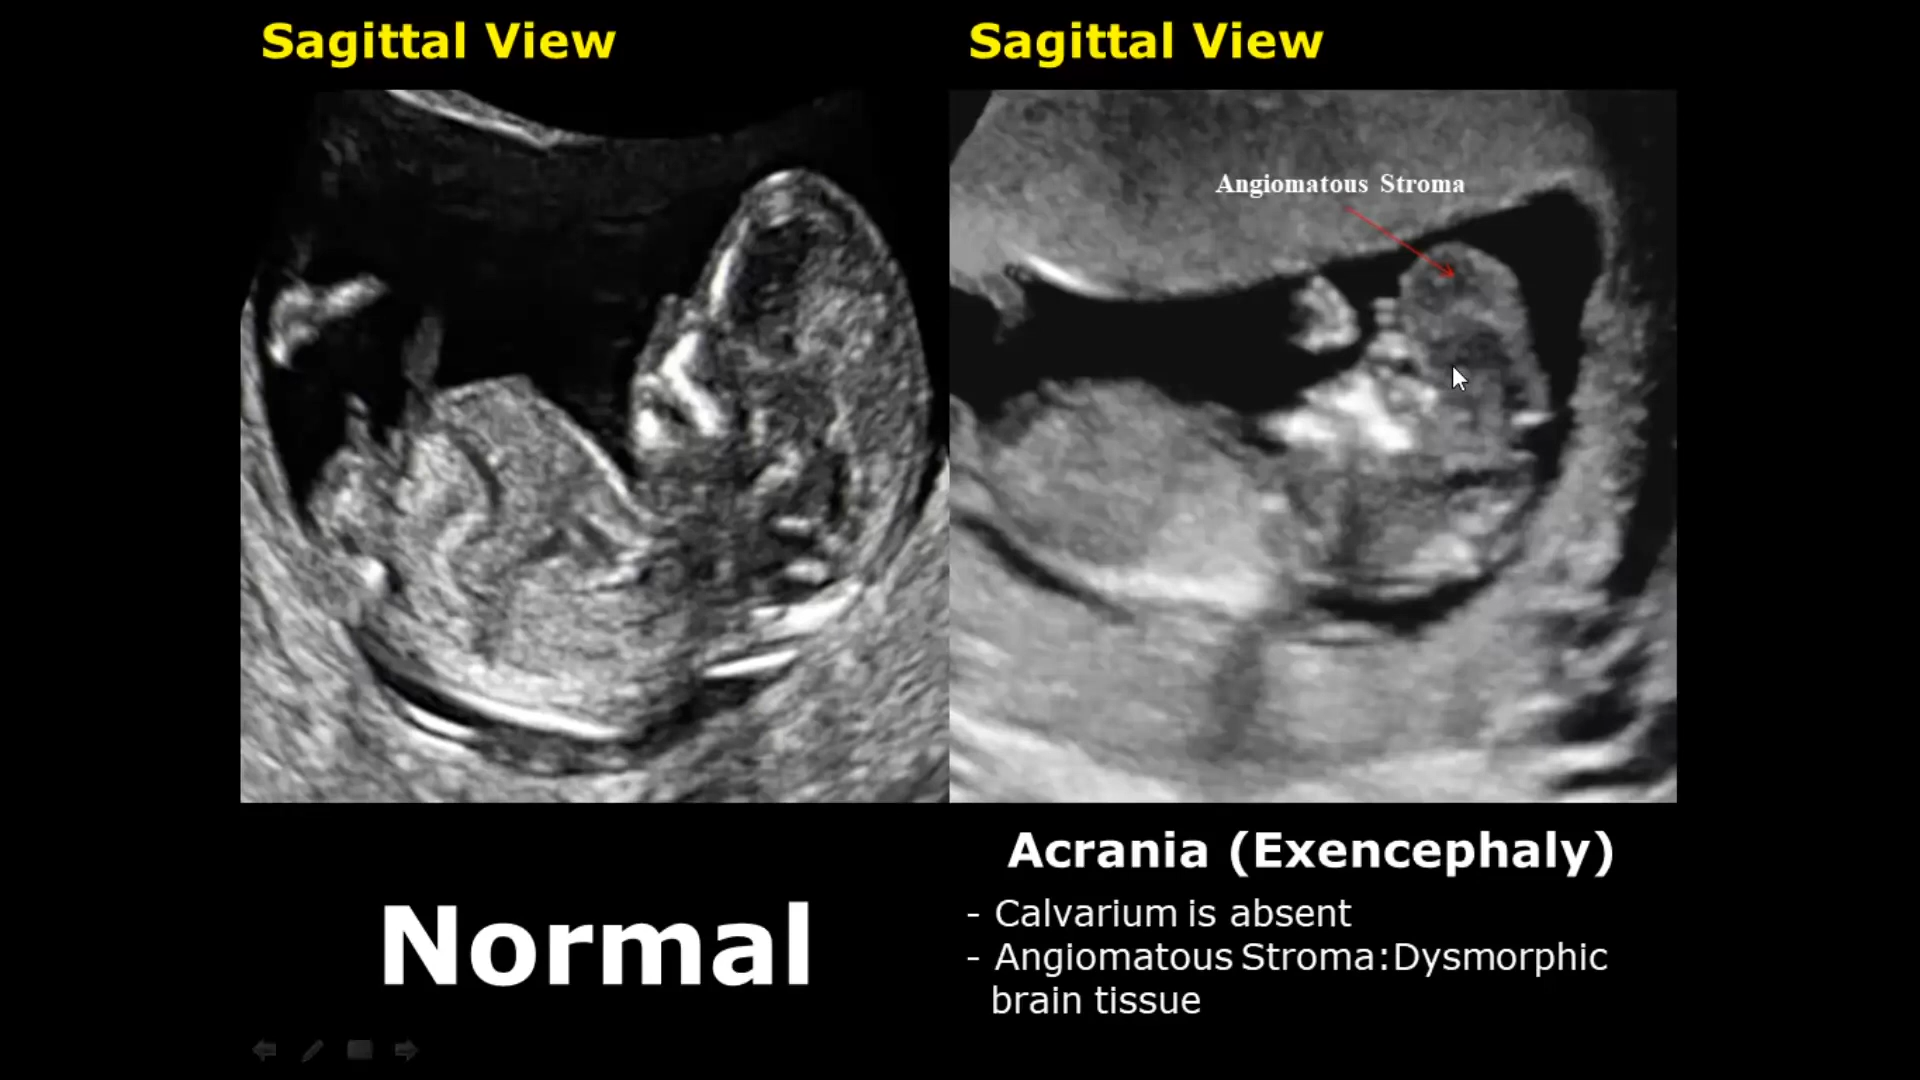 Sagittal View
Sagittal View
Angiomatous Stroma
Normal
Acrania (Exencephaly)
- Calvarium is absent
- Angiomatous Stroma:Dysmorphic
brain tissue